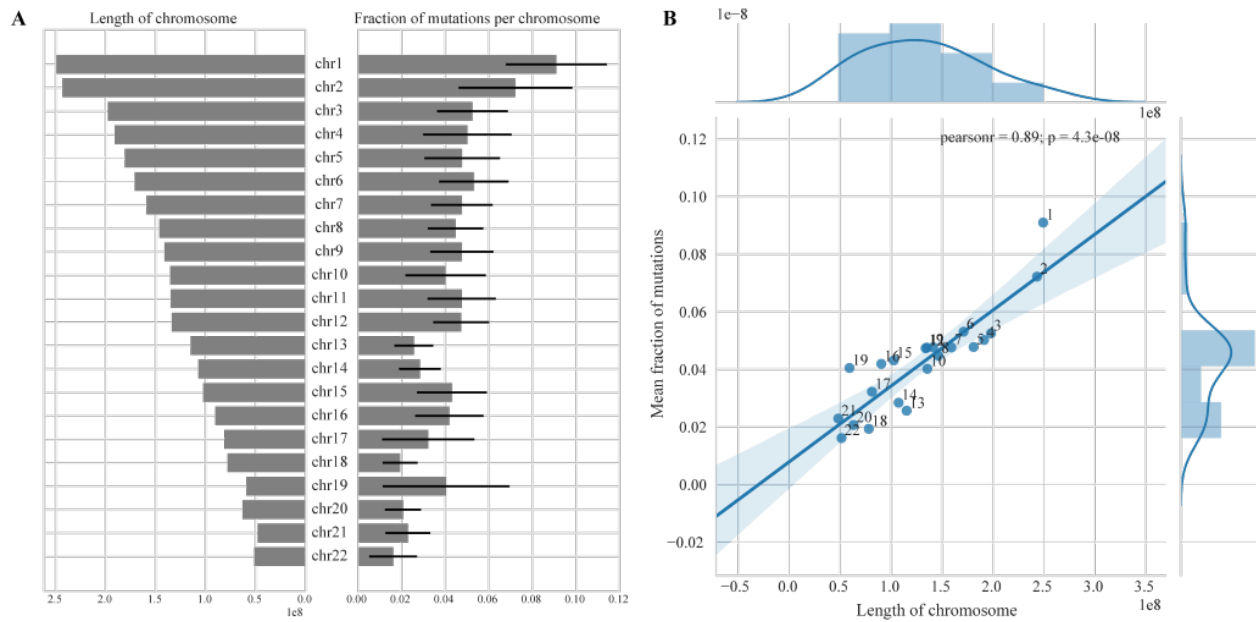 A
Length of chromosome
Fraction of mutations per chromosome
chr1
chr2
chr3
chr4
chr5
chr6
chr7
chr8
chr9
chr10
chr11
chr12
chr13
chr14
chr15
chr16
chr17
chr18
chr19
chr20
chr21
chr22
2.5 2.0 1.5 1.0 0.5 0.0
1e8
0.00 0.02 0.04 0.06 0.08 0.10 0.12
B
1e−8
1e8
pearsonr = 0.89; p = 4.3e-08
0.12
0.10
0.08
0.06
0.04
0.02
0.00
−0.02
Mean fraction of mutations
1
2
6
4 3
7 5
8
19 16 15
10
17
14 13
21 20 18
22
−0.5 0.0 0.5 1.0 1.5 2.0 2.5 3.0 3.5
Length of chromosome
1e8